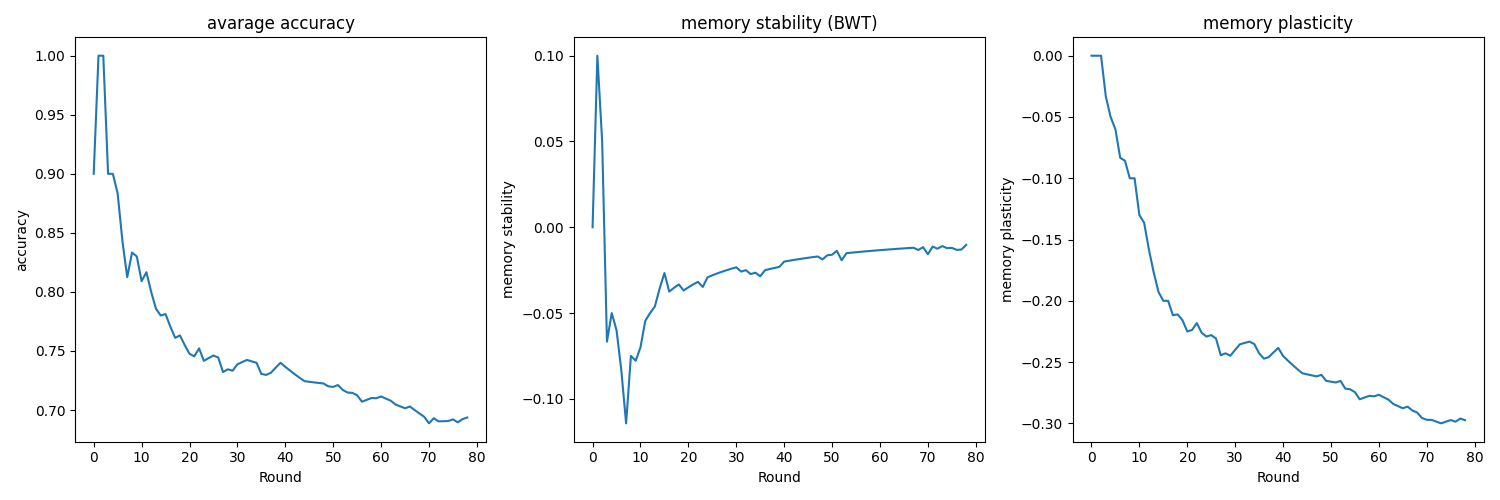 avarage accuracy
accuracy
1.00
0.95
0.90
0.85
0.80
0.75
0.70
0 10 20 30 40 50 60 70 80
Round
memory stability (BWT)
memory stability
0.10
0.05
0.00
−0.05
−0.10
0 10 20 30 40 50 60 70 80
Round
memory plasticity
memory plasticity
0.00
−0.05
−0.10
−0.15
−0.20
−0.25
−0.30
0 10 20 30 40 50 60 70 80
Round